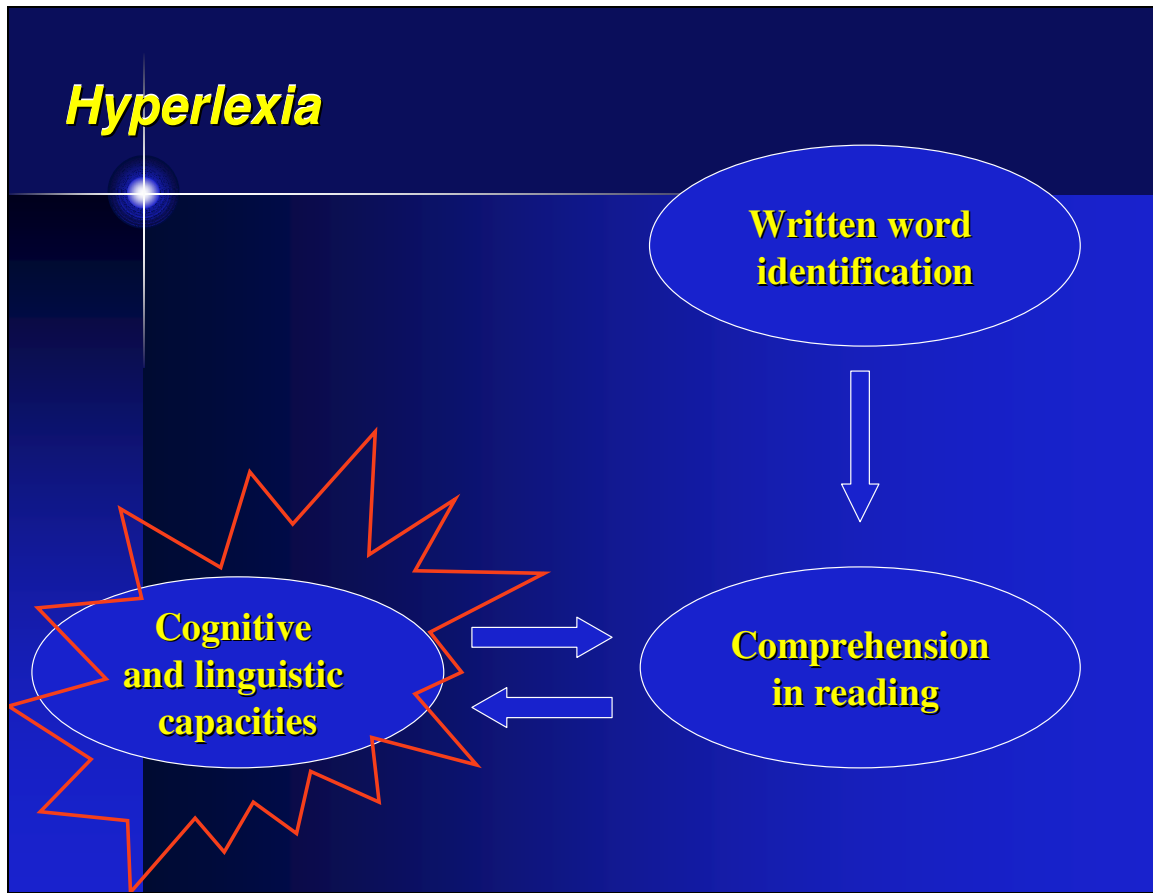 Hyperlexia
Written word
identification
Cognitive
and linguistic
capacities
Comprehension
in reading